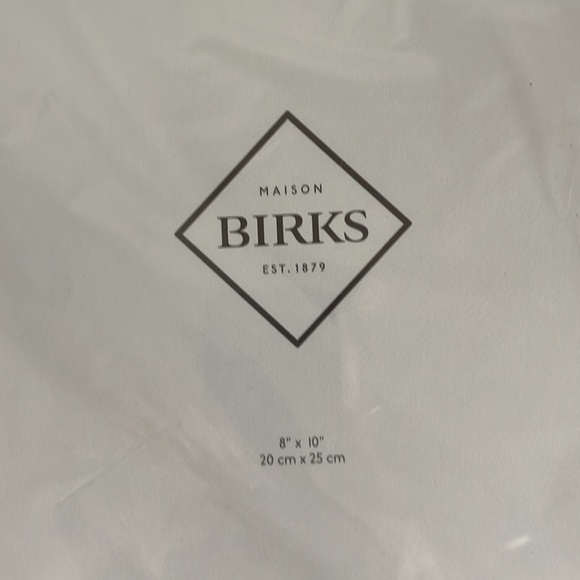 MAISON
BIRKS
EST. 1879
8" x 10"
20 cm x 25 cm